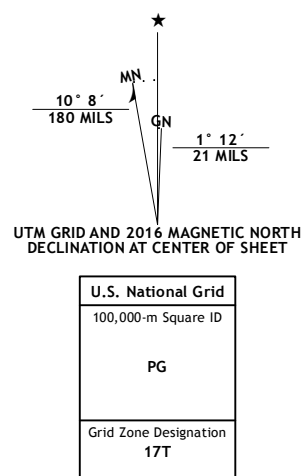 ★
MN
10° 8´
180 MILS
GN
1° 12´
21 MILS
UTM GRID AND 2016 MAGNETIC NORTH
DECLINATION AT CENTER OF SHEET
U.S. National Grid
100,000-m Square ID
PG
Grid Zone Designation
17T